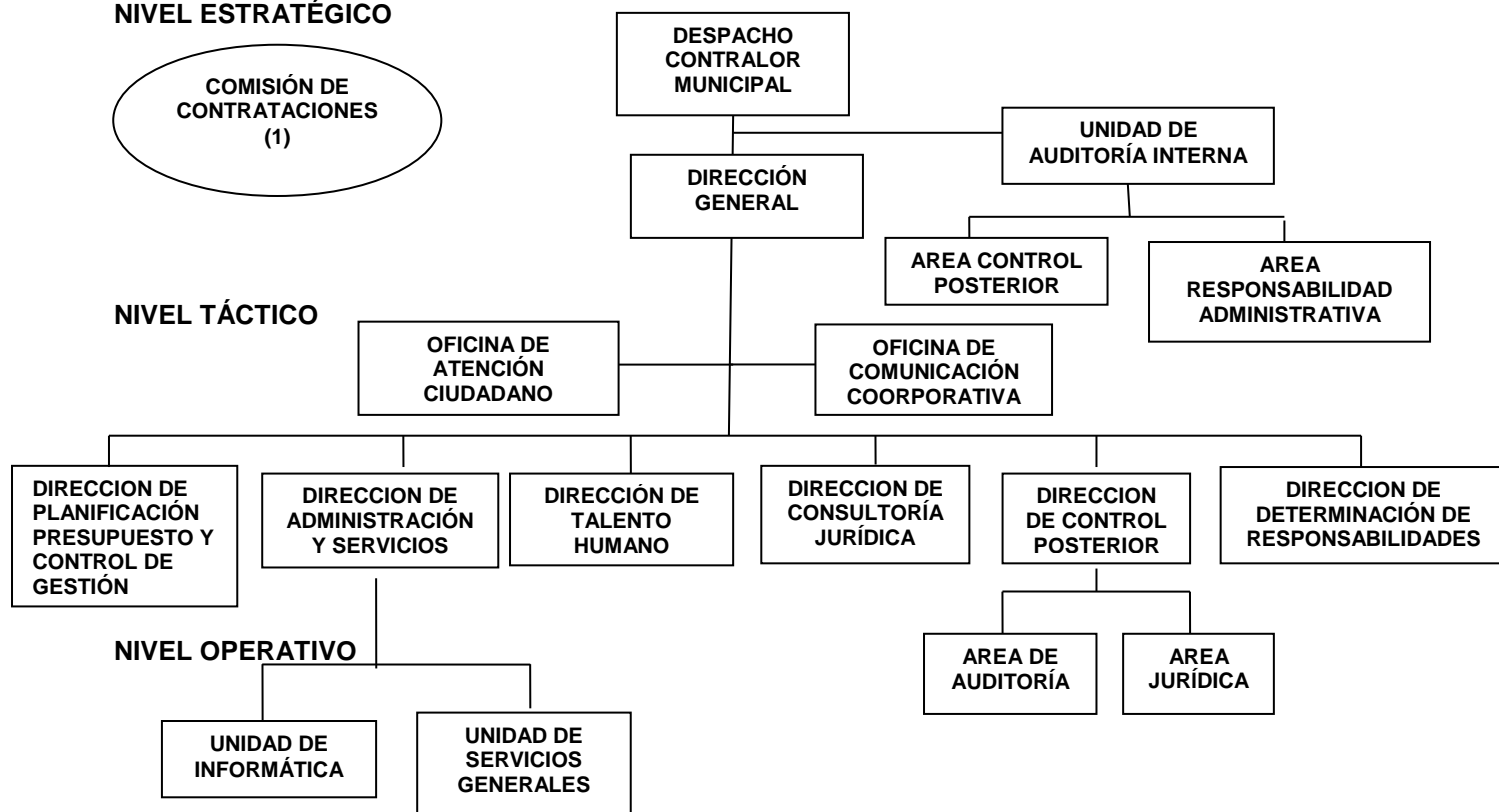 NIVEL ESTRATÉGICO
COMISIÓN DE
CONTRATACIONES
(1)
DESPACHO
CONTRALOR
MUNICIPAL
UNIDAD DE
AUDITORÍA INTERNA
DIRECCIÓN
GENERAL
AREA CONTROL
POSTERIOR
AREA
RESPONSABILIDAD
ADMINISTRATIVA
NIVEL TÁCTICO
OFICINA DE
ATENCIÓN
CIUDADANO
OFICINA DE
COMUNICACIÓN
COORPORATIVA
DIRECCION DE
PLANIFICACIÓN
PRESUPUESTO Y
CONTROL DE
GESTIÓN
DIRECCION DE
ADMINISTRACIÓN
Y SERVICIOS
DIRECCIÓN DE
TALENTO
HUMANO
DIRECCION DE
CONSULTORÍA
JURÍDICA
DIRECCION
DE CONTROL
POSTERIOR
DIRECCION DE
DETERMINACIÓN DE
RESPONSABILIDADES
NIVEL OPERATIVO
AREA DE
AUDITORÍA
AREA
JURÍDICA
UNIDAD DE
INFORMÁTICA
UNIDAD DE
SERVICIOS
GENERALES